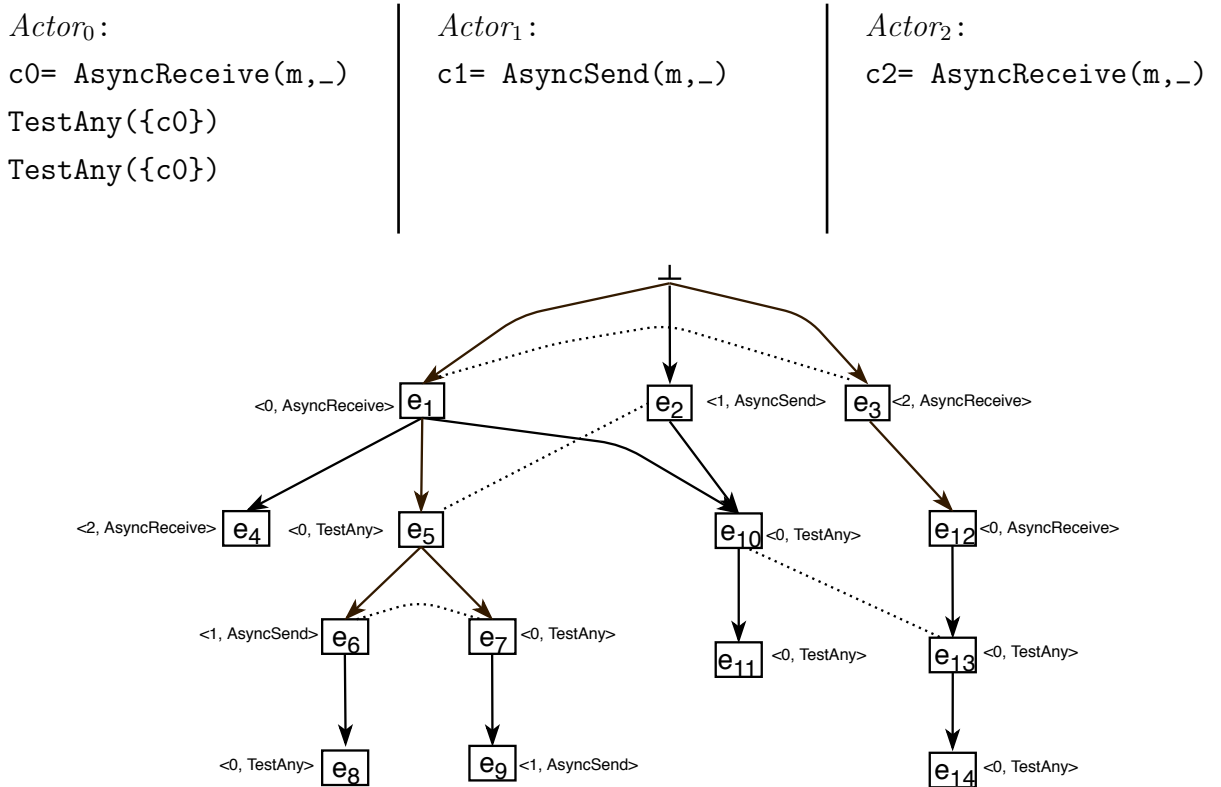 Actor₀:
c0= AsyncReceive(m,_)
TestAny({c0})
TestAny({c0})
Actor₁:
c1= AsyncSend(m,_)
Actor₂:
c2= AsyncReceive(m,_)
⊥
<0, AsyncReceive> e₁
e₂ <1, AsyncSend>
e₃ <2, AsyncReceive>
<2, AsyncReceive> e₄
<0, TestAny> e₅
e₁₀ <0, TestAny>
e₁₂ <0, AsyncReceive>
<1, AsyncSend> e₆
e₇ <0, TestAny>
e₁₁ <0, TestAny>
e₁₃ <0, TestAny>
<0, TestAny> e₈
e₉ <1, AsyncSend>
e₁₄ <0, TestAny>